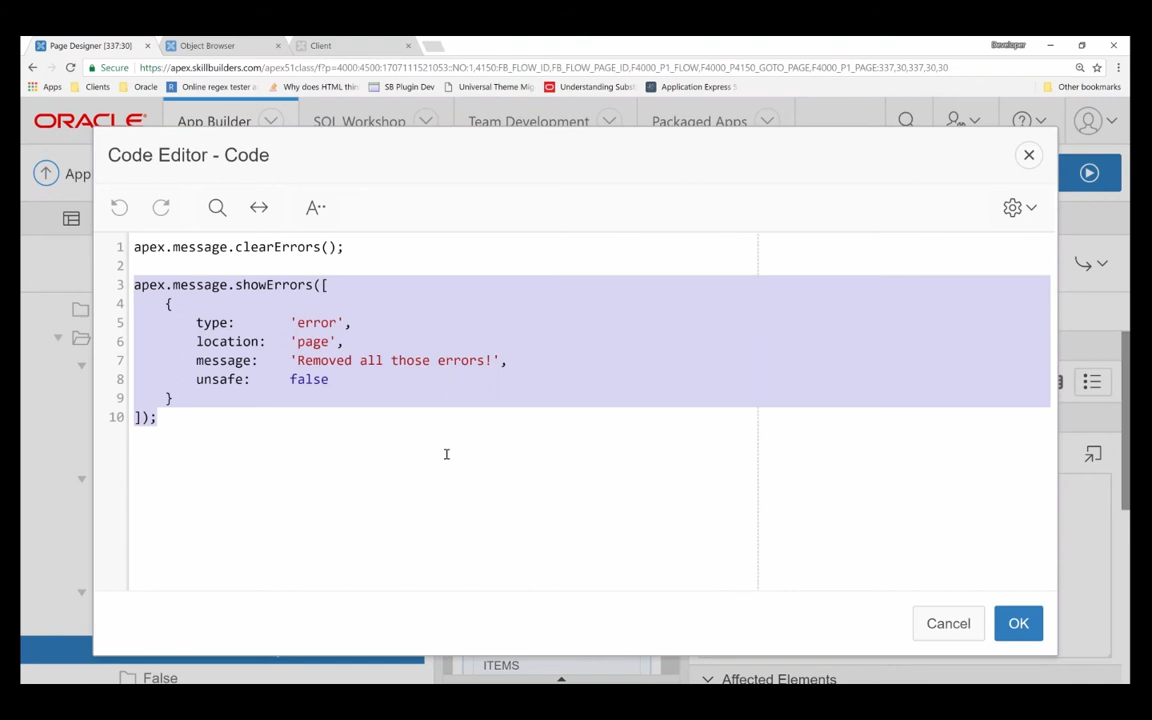 Page Designer [337:30] × Object Browser × Client × Developer
Secure https://apex.skillbuilders.com/apex51class/f?p=4000:4500:1707111521053::NO:1,4150:FB_FLOW_ID,FB_FLOW_PAGE_ID,F4000_P1_FLOW,F4000_P4150_GOTO_PAGE,F4000_P1_PAGE:337,30,337,30,30
Apps Clients Oracle Online regex tester a Why does HTML thin SB Plugin Dev Universal Theme Mig Understanding Subst Application Express 5. Other bookmarks
ORACLE App Builder SQL Workshop Team Development Packaged Apps
App
Code Editor - Code
1 apex.message.clearErrors();
2
3 apex.message.showErrors([
4 {
5 type: 'error',
6 location: 'page',
7 message: 'Removed all those errors!',
8 unsafe: false
9 }
10 ]);
Cancel OK
ITEMS
False
Affected Elements